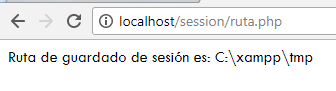 localhost/session/ruta.php
Ruta de guardado de sesión es: C:\xampp\tmp